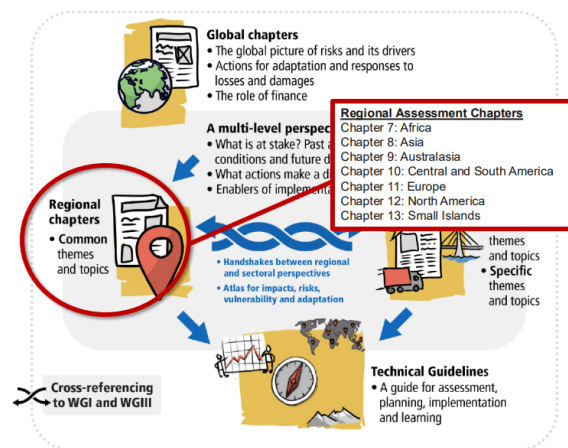 Global chapters
• The global picture of risks and its drivers
• Actions for adaptation and responses to
losses and damages
• The role of finance
A multi-level
• What is at stake? Past
conditions and future
• What actions make a
• Enablers of
Regional Assessment Chapters
Chapter 7: Africa
Chapter 8: Asia
Chapter 9: Australasia
Chapter 10: Central and South America
Chapter 11: Europe
Chapter 12: North America
Chapter 13: Small Islands
Regional
chapters
• Common
themes
and topics
• Handshakes between regional
and sectoral perspectives
• Atlas for impacts, risks,
vulnerability and adaptation
themes
and topics
• Specific
themes
and topics
Cross-referencing
to WGI and WGIII
Technical Guidelines
• A guide for assessment,
planning, implementation
and learning